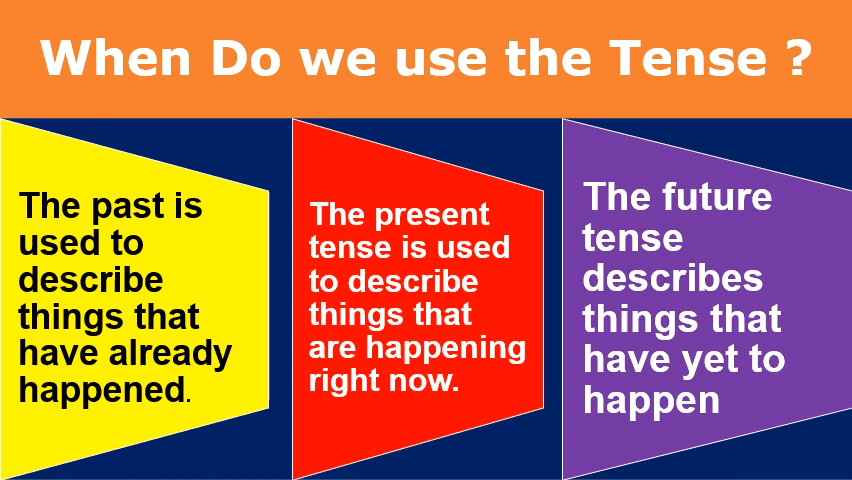 When Do we use the Tense ?
The past is
used to
describe
things that
have already
happened.
The present
tense is used
to describe
things that
are happening
right now.
The future
tense
describes
things that
have yet to
happen